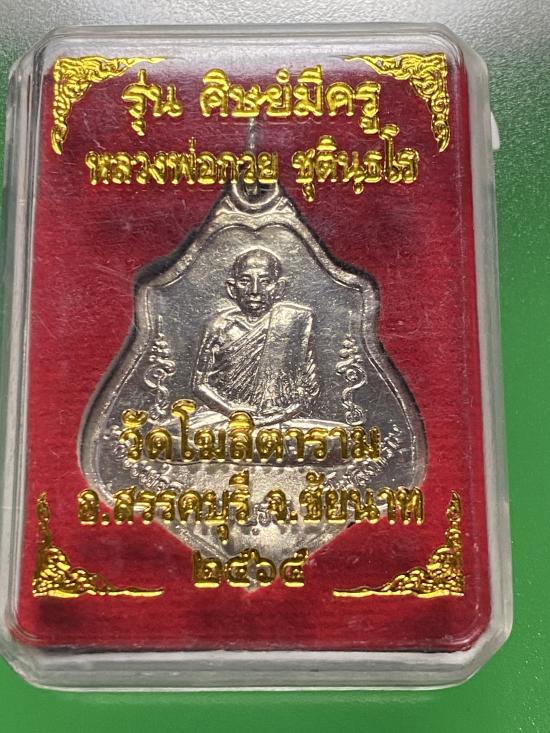 รุ่น ศิษย์มีครู
หลวงพ่อกวย ชุตินฺธโร
วัดโฆสิตาราม
อ.สรรคบุรี จ.ชัยนาท
๒๕๖๔